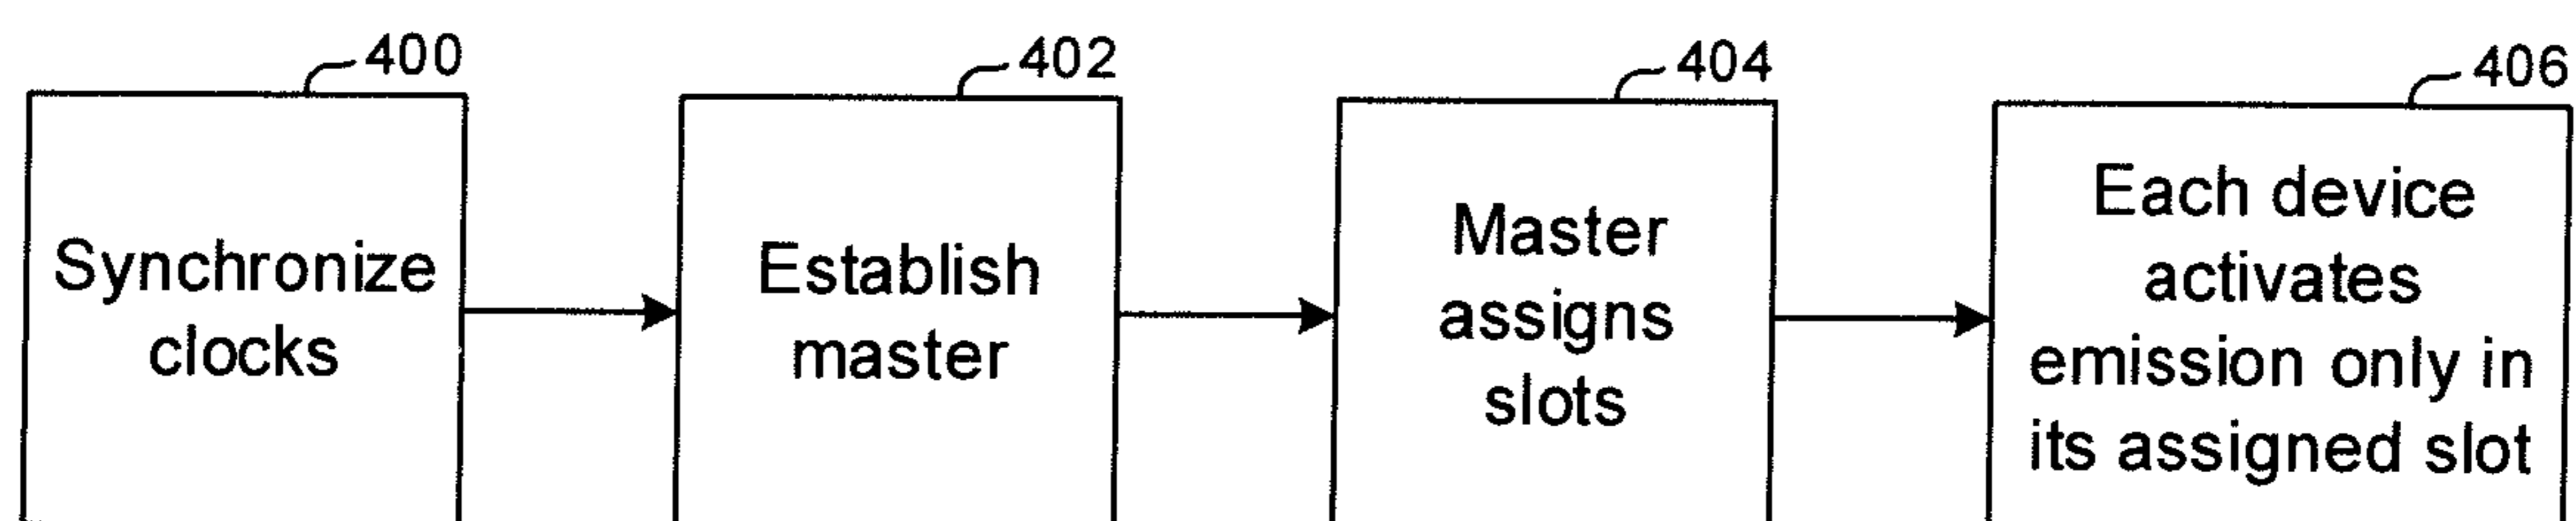 400
Synchronize
clocks
402
Establish
master
404
Master
assigns
slots
406
Each device
activates
emission only in
its assigned slot